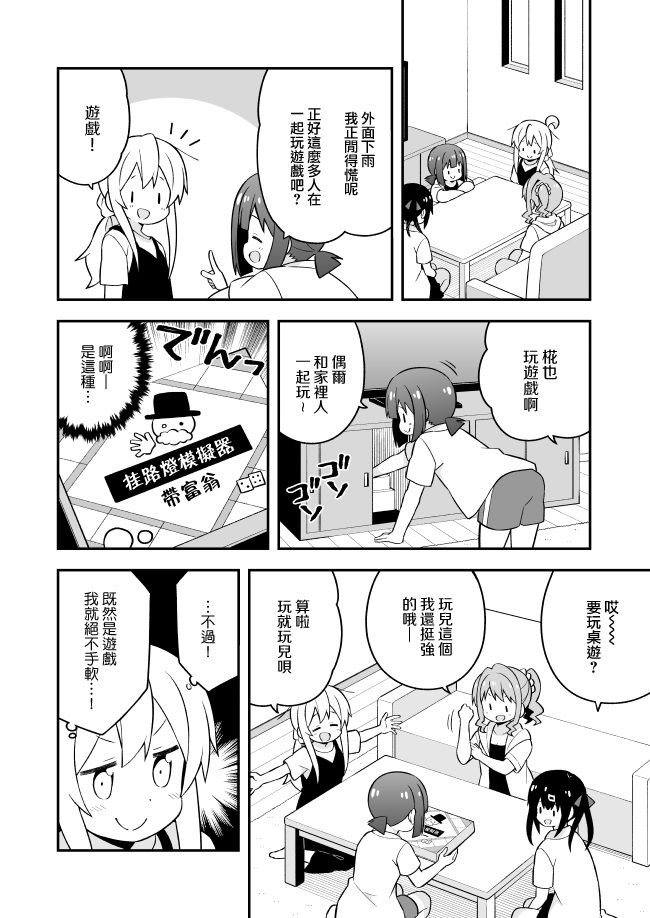 外面下雨
我正閒得慌呢
正好這麼多人在
一起玩遊戲吧?
遊戲!
椛也
玩遊戲啊
偶爾
和家裡人
一起玩~
ゴソ
ゴソ
でんっ
啊啊—
是這種…
挂路燈模擬器
帶富翁
哎~~~
要玩桌遊?
玩兒這個
我還挺強
的哦—
算啦
玩就玩兒唄
…不過!
既然是遊戲
我就絕不手軟…!